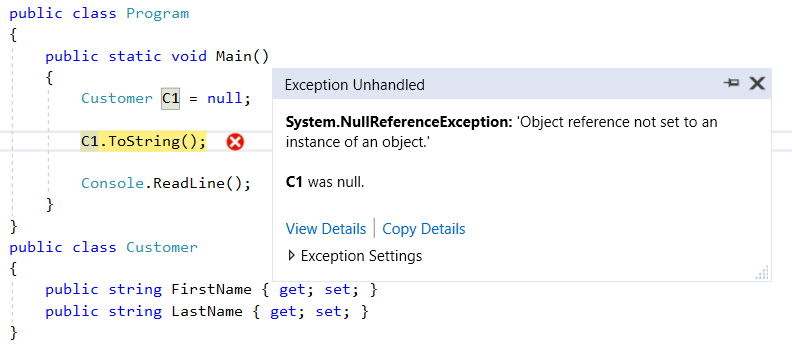 public class Program
{
    public static void Main()
    {
        Customer C1 = null;
        C1.ToString();
        Console.ReadLine();
    }
}
public class Customer
{
    public string FirstName { get; set; }
    public string LastName { get; set; }
}
Exception Unhandled
System.NullReferenceException: 'Object reference not set to an
instance of an object.'
C1 was null.
View Details | Copy Details
Exception Settings